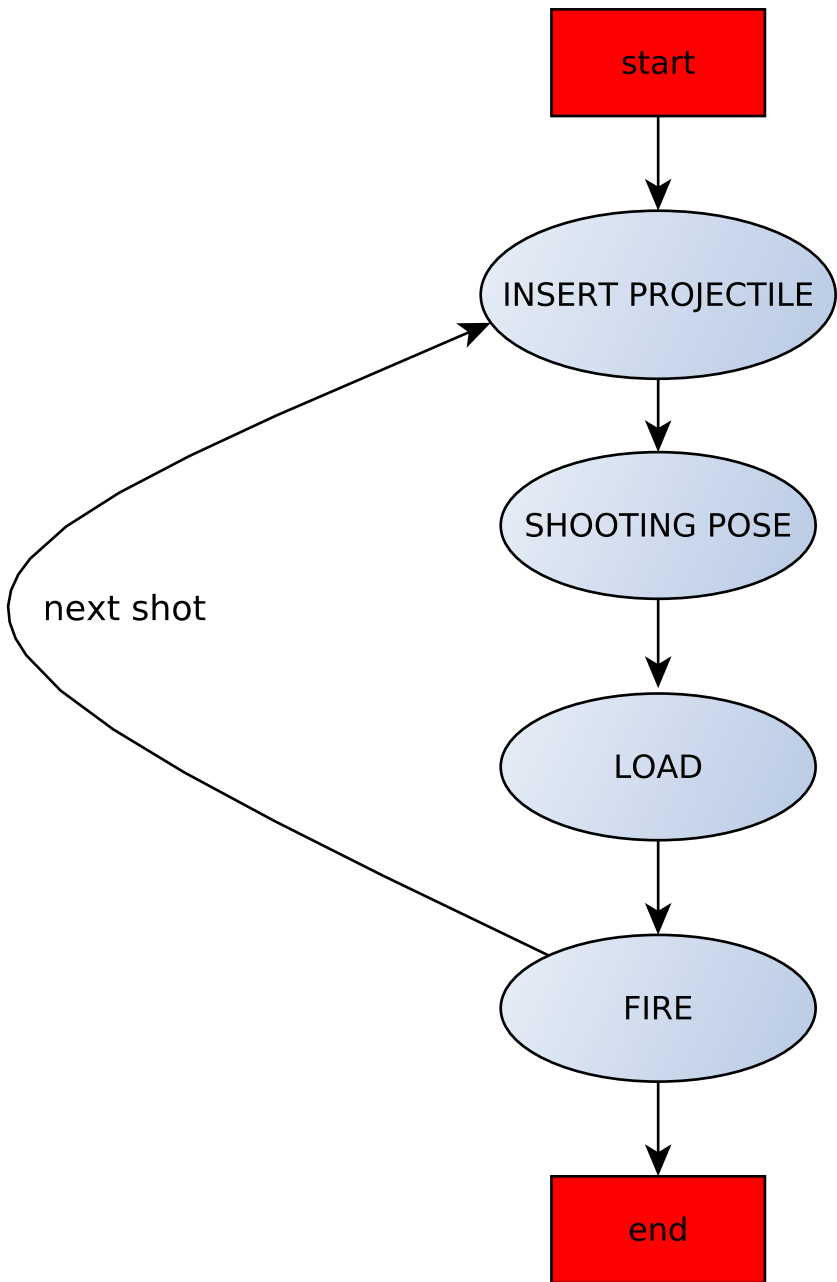 start
INSERT PROJECTILE
SHOOTING POSE
next shot
LOAD
FIRE
end